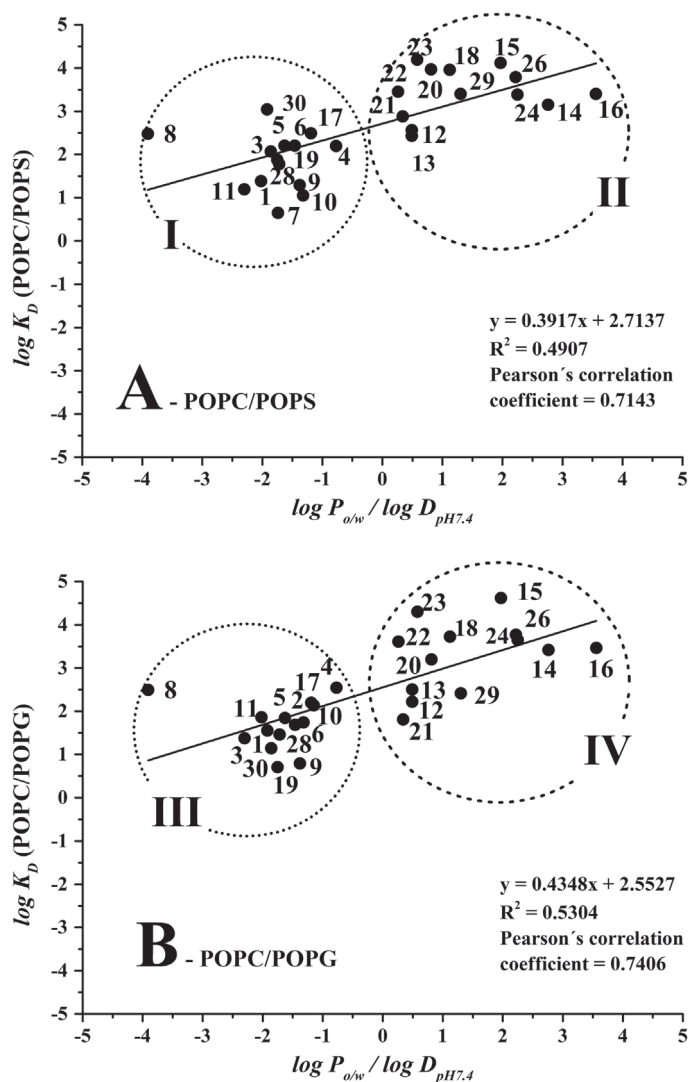 5
4
3
2
1
0
-1
-2
-3
-4
-5
log K_D (POPC/POPS)
23 18 15 26
22 20 29
21 24 14 16
12
13
30
8 5 6 17
3 19 4
28 9
11 1 10
7
I II
y = 0.3917x + 2.7137
R² = 0.4907
Pearson´s correlation
coefficient = 0.7143
A - POPC/POPS
-5 -4 -3 -2 -1 0 1 2 3 4 5
log P_o/w / log D_pH7.4
5
4
3
2
1
0
-1
-2
-3
-4
-5
log K_D (POPC/POPG)
23 15
22 18 24 26
20 14 16
13 29
12
21
8 4
17
11 5 2 10
1 6
3 28
30 9
19
III IV
y = 0.4348x + 2.5527
R² = 0.5304
Pearson´s correlation
coefficient = 0.7406
B - POPC/POPG
-5 -4 -3 -2 -1 0 1 2 3 4 5
log P_o/w / log D_pH7.4